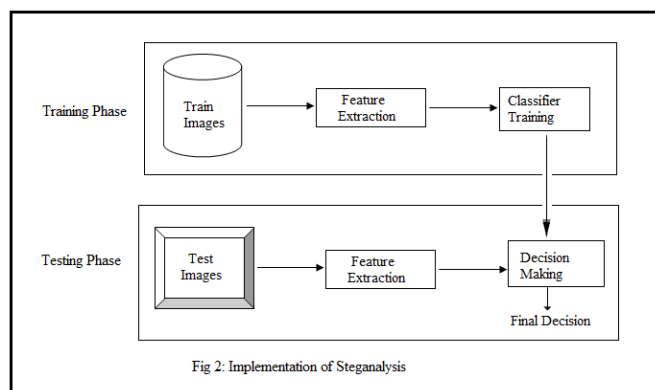 Training Phase
Train
Images
Feature
Extraction
Classifier
Training
Testing Phase
Test
Images
Feature
Extraction
Decision
Making
Final Decision
Fig 2: Implementation of Steganalysis